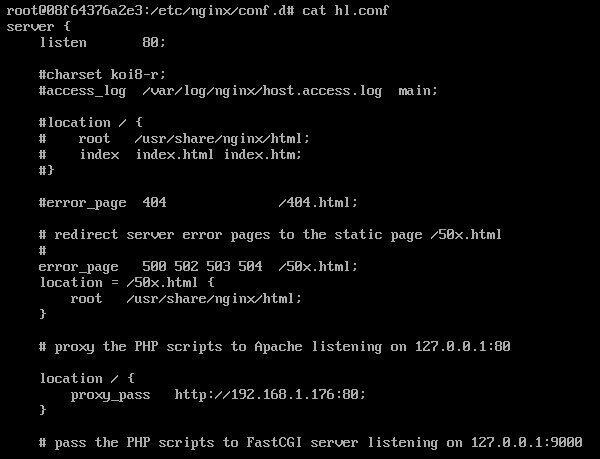 root@08f64376a2e3:/etc/nginx/conf.d# cat hl.conf
server {
    listen       80;

    #charset koi8-r;
    #access_log  /var/log/nginx/host.access.log  main;

    #location / {
    #    root   /usr/share/nginx/html;
    #    index  index.html index.htm;
    #}

    #error_page  404              /404.html;

    # redirect server error pages to the static page /50x.html
    #
    error_page   500 502 503 504  /50x.html;
    location = /50x.html {
        root   /usr/share/nginx/html;
    }

    # proxy the PHP scripts to Apache listening on 127.0.0.1:80

    location / {
        proxy_pass   http://192.168.1.176:80;
    }

    # pass the PHP scripts to FastCGI server listening on 127.0.0.1:9000